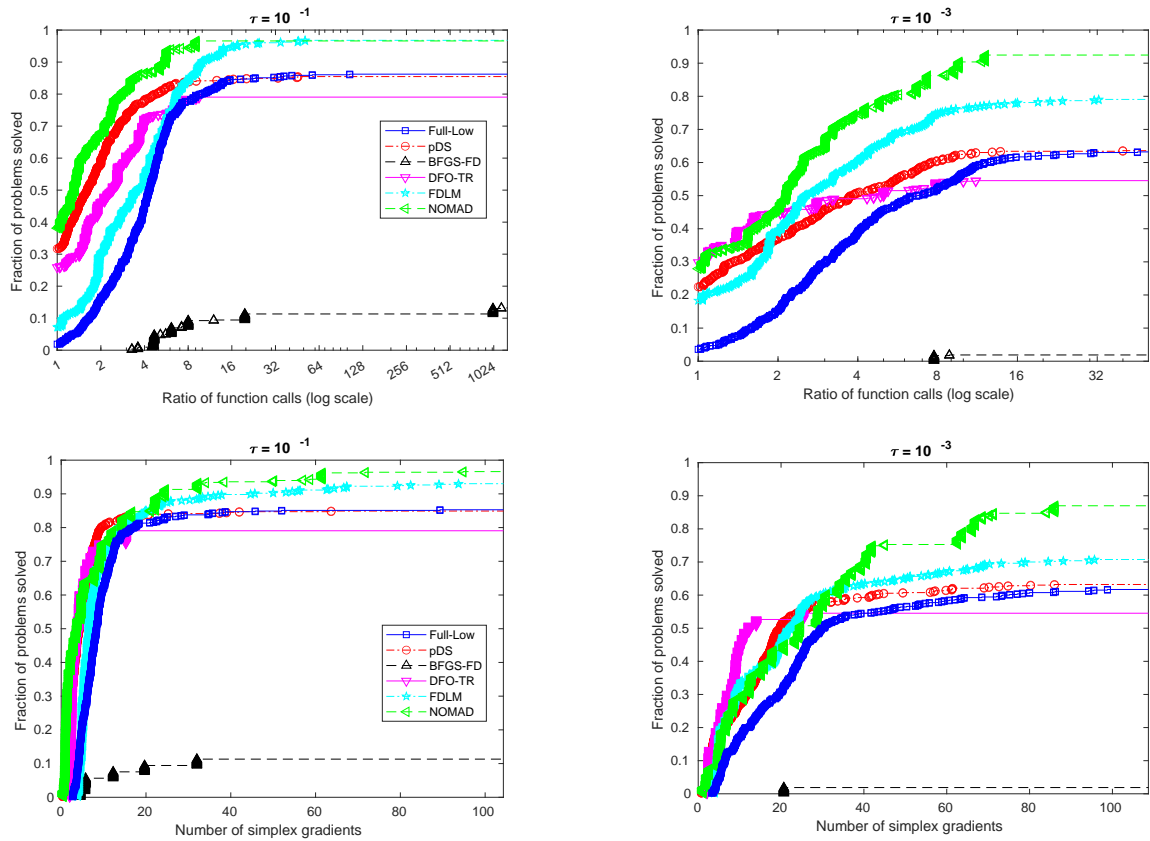 τ = 10 -1
Fraction of problems solved
1
0.9
0.8
0.7
0.6
0.5
0.4
0.3
0.2
0.1
0
Full-Low
pDS
BFGS-FD
DFO-TR
FDLM
NOMAD
1 2 4 8 16 32 64 128 256 512 1024
Ratio of function calls (log scale)
τ = 10 -3
Fraction of problems solved
1
0.9
0.8
0.7
0.6
0.5
0.4
0.3
0.2
0.1
0
1 2 4 8 16 32
Ratio of function calls (log scale)
τ = 10 -1
Fraction of problems solved
1
0.9
0.8
0.7
0.6
0.5
0.4
0.3
0.2
0.1
0
Full-Low
pDS
BFGS-FD
DFO-TR
FDLM
NOMAD
0 20 40 60 80 100
Number of simplex gradients
τ = 10 -3
Fraction of problems solved
1
0.9
0.8
0.7
0.6
0.5
0.4
0.3
0.2
0.1
0
0 20 40 60 80 100
Number of simplex gradients